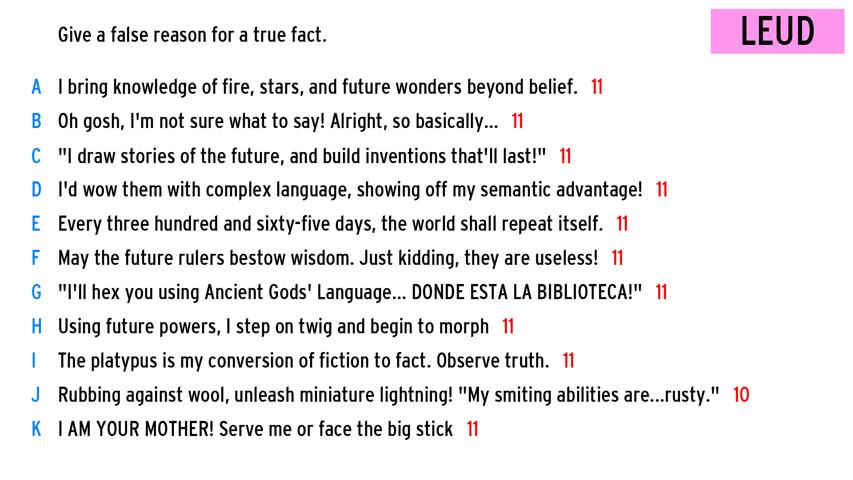 Give a false reason for a true fact.
LEUD
A I bring knowledge of fire, stars, and future wonders beyond belief. 11
B Oh gosh, I'm not sure what to say! Alright, so basically... 11
C "I draw stories of the future, and build inventions that'll last!" 11
D I'd wow them with complex language, showing off my semantic advantage! 11
E Every three hundred and sixty-five days, the world shall repeat itself. 11
F May the future rulers bestow wisdom. Just kidding, they are useless! 11
G "I'll hex you using Ancient Gods' Language... DONDE ESTA LA BIBLIOTECA!" 11
H Using future powers, I step on twig and begin to morph 11
I The platypus is my conversion of fiction to fact. Observe truth. 11
J Rubbing against wool, unleash miniature lightning! "My smiting abilities are...rusty." 10
K I AM YOUR MOTHER! Serve me or face the big stick 11